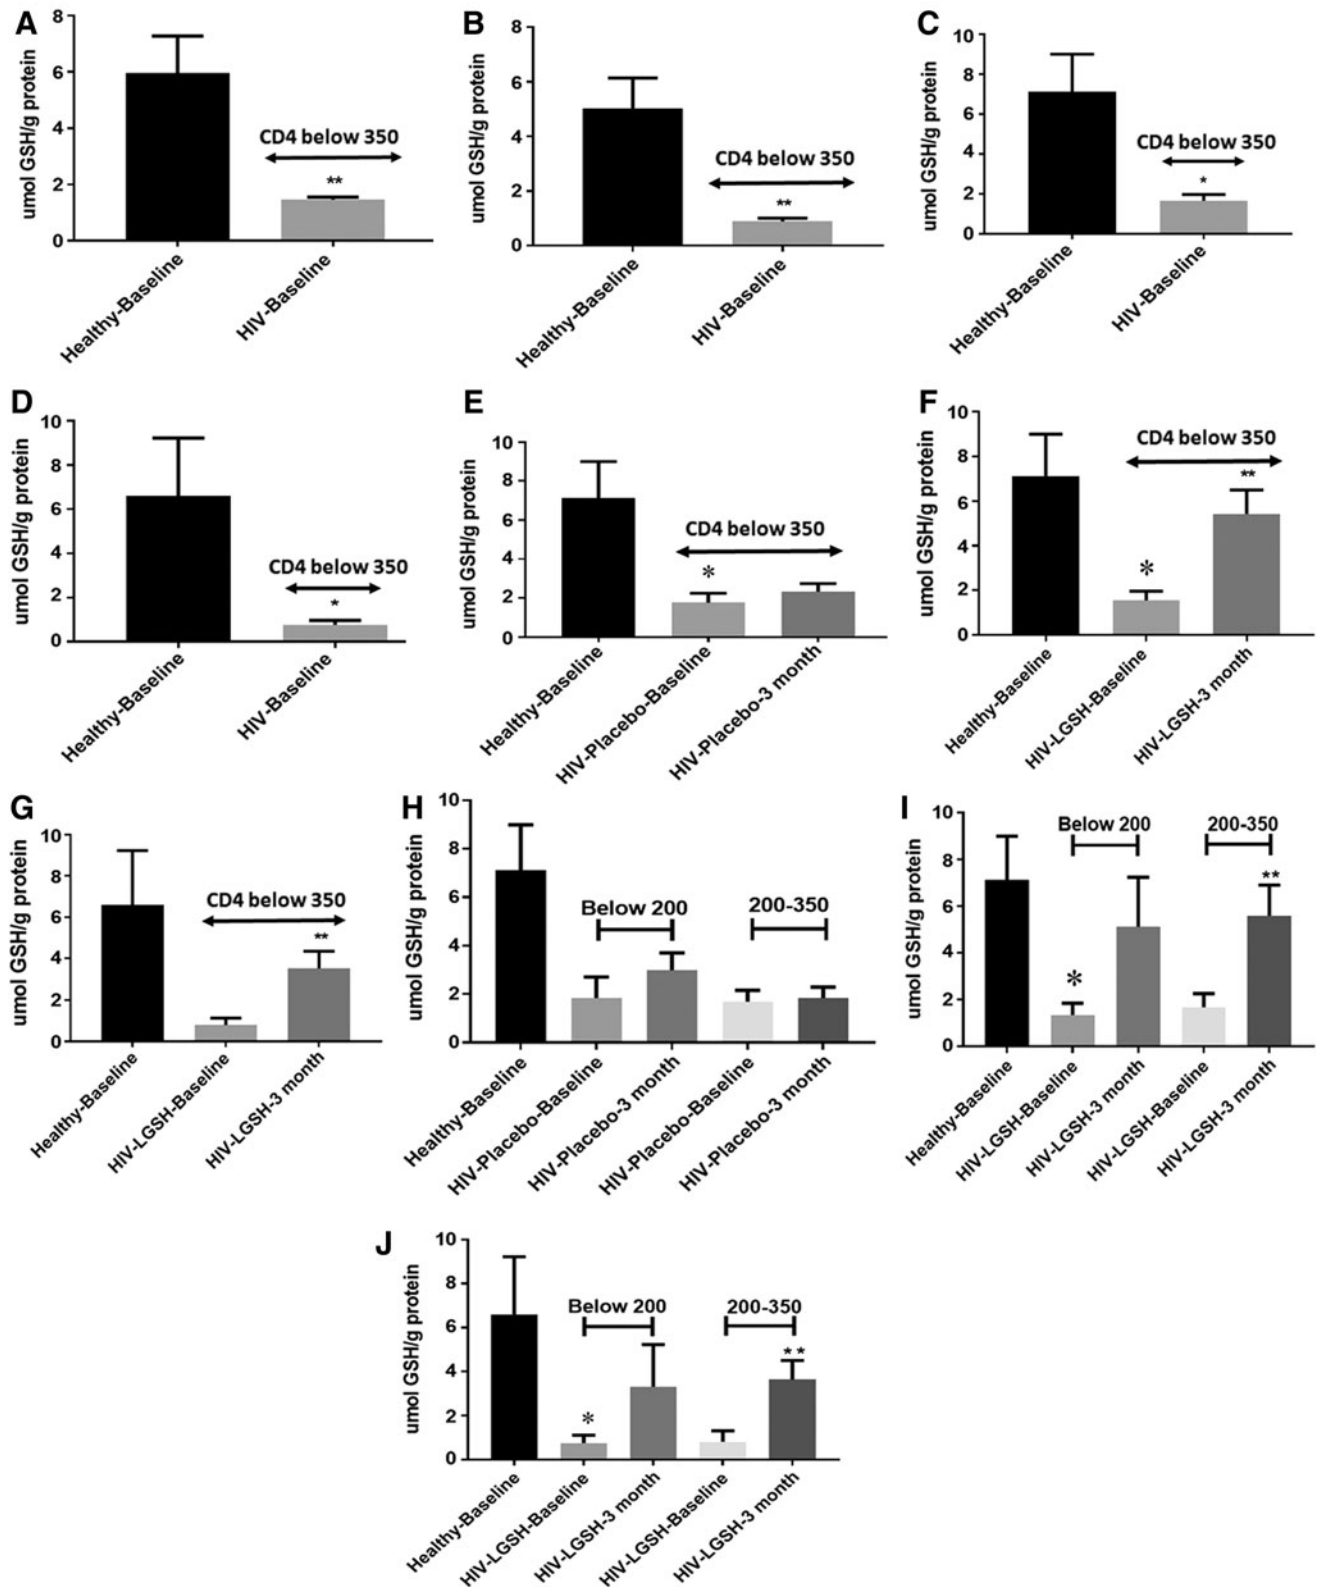 A
umol GSH/g protein
8
6
4
2
0
CD4 below 350
**
Healthy-Baseline
HIV-Baseline
B
umol GSH/g protein
8
6
4
2
0
CD4 below 350
**
Healthy-Baseline
HIV-Baseline
C
umol GSH/g protein
10
8
6
4
2
0
CD4 below 350
*
Healthy-Baseline
HIV-Baseline
D
umol GSH/g protein
10
8
6
4
2
0
CD4 below 350
*
Healthy-Baseline
HIV-Baseline
E
umol GSH/g protein
10
8
6
4
2
0
CD4 below 350
*
Healthy-Baseline
HIV-Placebo-Baseline
HIV-Placebo-3 month
F
umol GSH/g protein
10
8
6
4
2
0
CD4 below 350
*
**
Healthy-Baseline
HIV-LGSH-Baseline
HIV-LGSH-3 month
G
umol GSH/g protein
10
8
6
4
2
0
CD4 below 350
**
Healthy-Baseline
HIV-LGSH-Baseline
HIV-LGSH-3 month
H
umol GSH/g protein
10
8
6
4
2
0
Below 200
200-350
Healthy-Baseline
HIV-Placebo-Baseline
HIV-Placebo-3 month
HIV-Placebo-Baseline
HIV-Placebo-3 month
I
umol GSH/g protein
10
8
6
4
2
0
Below 200
200-350
*
**
Healthy-Baseline
HIV-LGSH-Baseline
HIV-LGSH-3 month
HIV-LGSH-Baseline
HIV-LGSH-3 month
J
umol GSH/g protein
10
8
6
4
2
0
Below 200
200-350
*
**
Healthy-Baseline
HIV-LGSH-Baseline
HIV-LGSH-3 month
HIV-LGSH-Baseline
HIV-LGSH-3 month